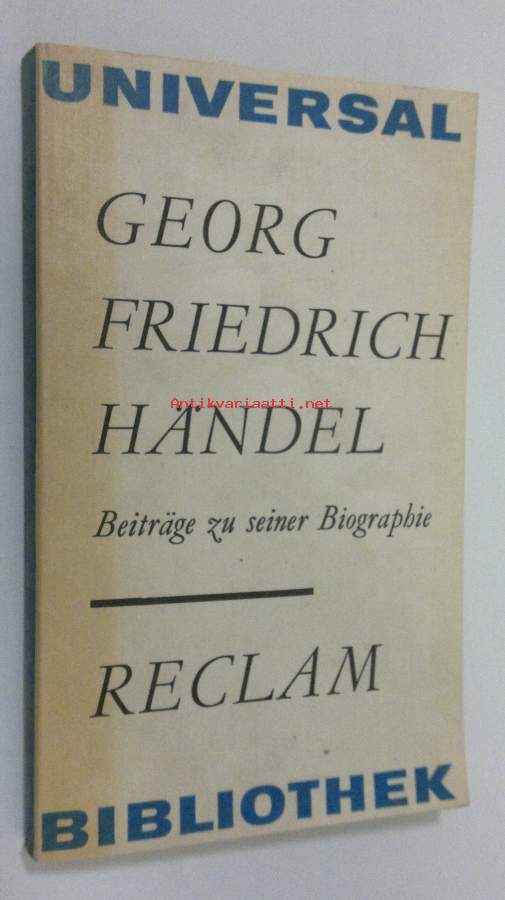 UNIVERSAL
GEORG
FRIEDRICH
Antikvariaatti.net
HÄNDEL
Beiträge zu seiner Biographie
RECLAM
BIBLIOTHEK